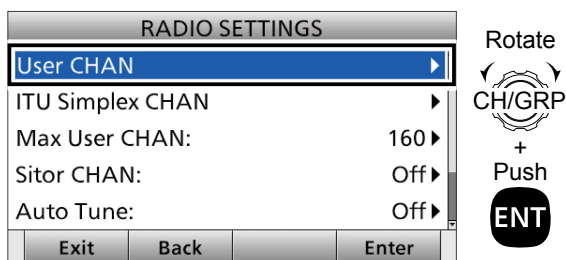 RADIO SETTINGS
User CHAN
ITU Simplex CHAN
Max User CHAN: 160
Sitor CHAN: Off
Auto Tune: Off
Exit Back Enter
Rotate
CH/GRP
+
Push
ENT